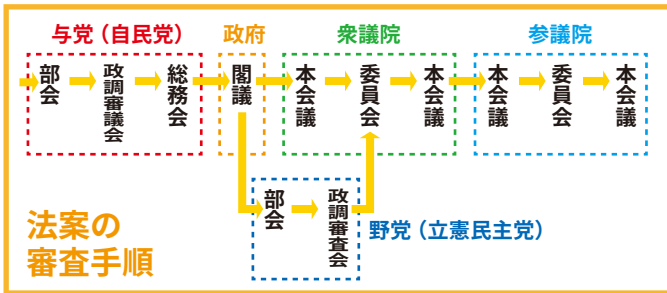 与党（自民党）
政府
衆議院
参議院
部会
政調審議会
総務会
閣議
本会議
委員会
本会議
本会議
委員会
本会議
部会
政調審査会
野党（立憲民主党）
法案の
審査手順